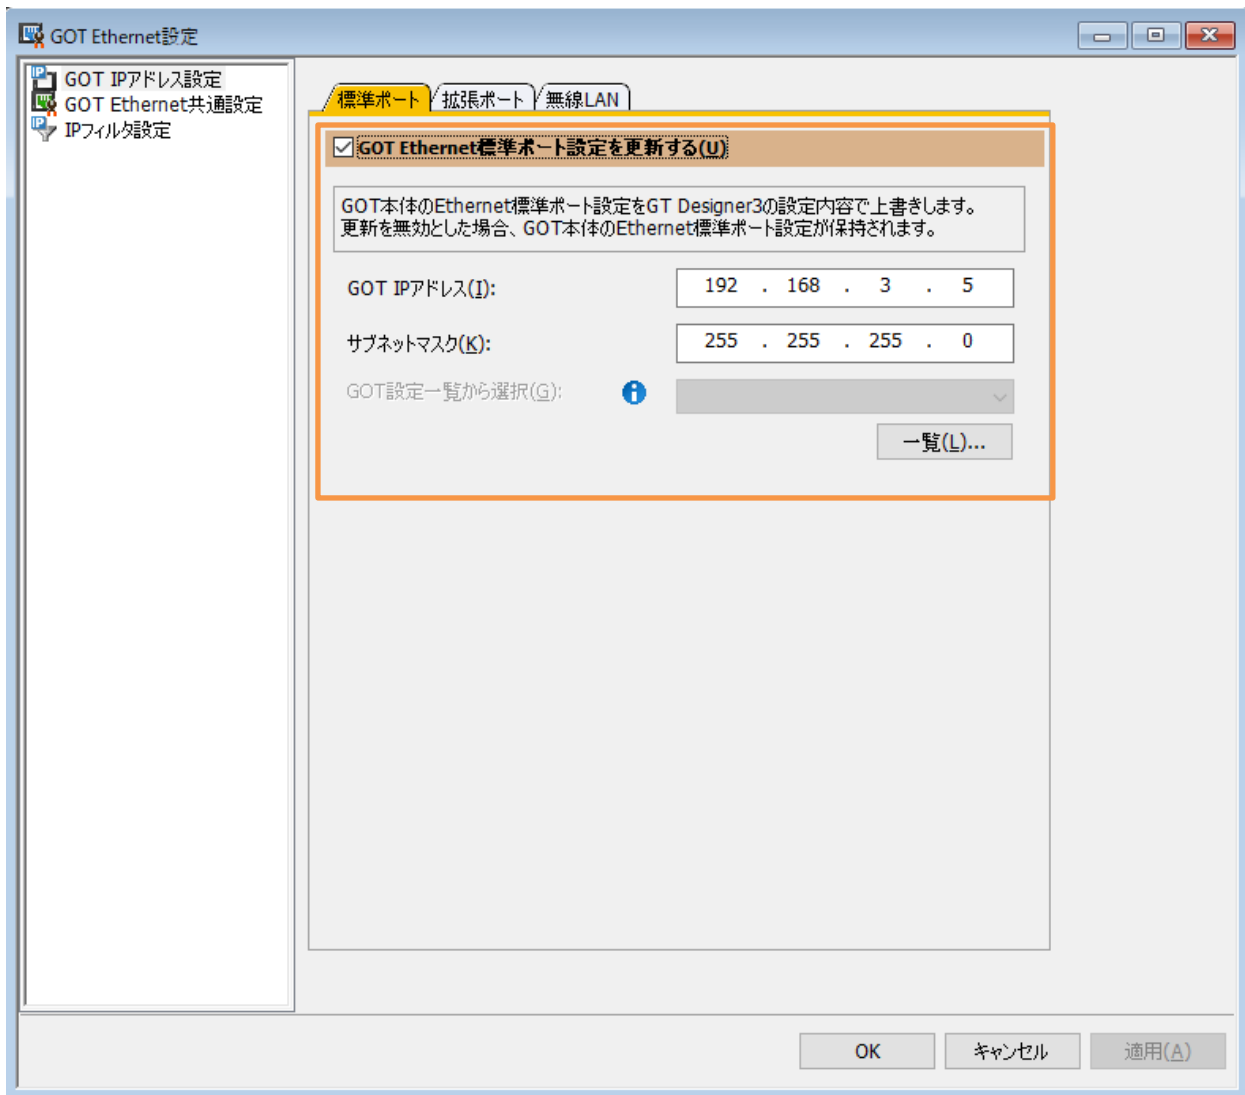 GOT Ethernet設定
GOT IPアドレス設定
GOT Ethernet共通設定
IPフィルタ設定
標準ポート
拡張ポート
無線LAN
GOT Ethernet標準ポート設定を更新する(U)
GOT本体のEthernet標準ポート設定をGT Designer3の設定内容で上書きします。
更新を無効とした場合、GOT本体のEthernet標準ポート設定が保持されます。
GOT IPアドレス(I): 192 . 168 . 3 . 5
サブネットマスク(K): 255 . 255 . 255 . 0
GOT設定一覧から選択(G):
一覧(L)...
OK キャンセル 適用(A)